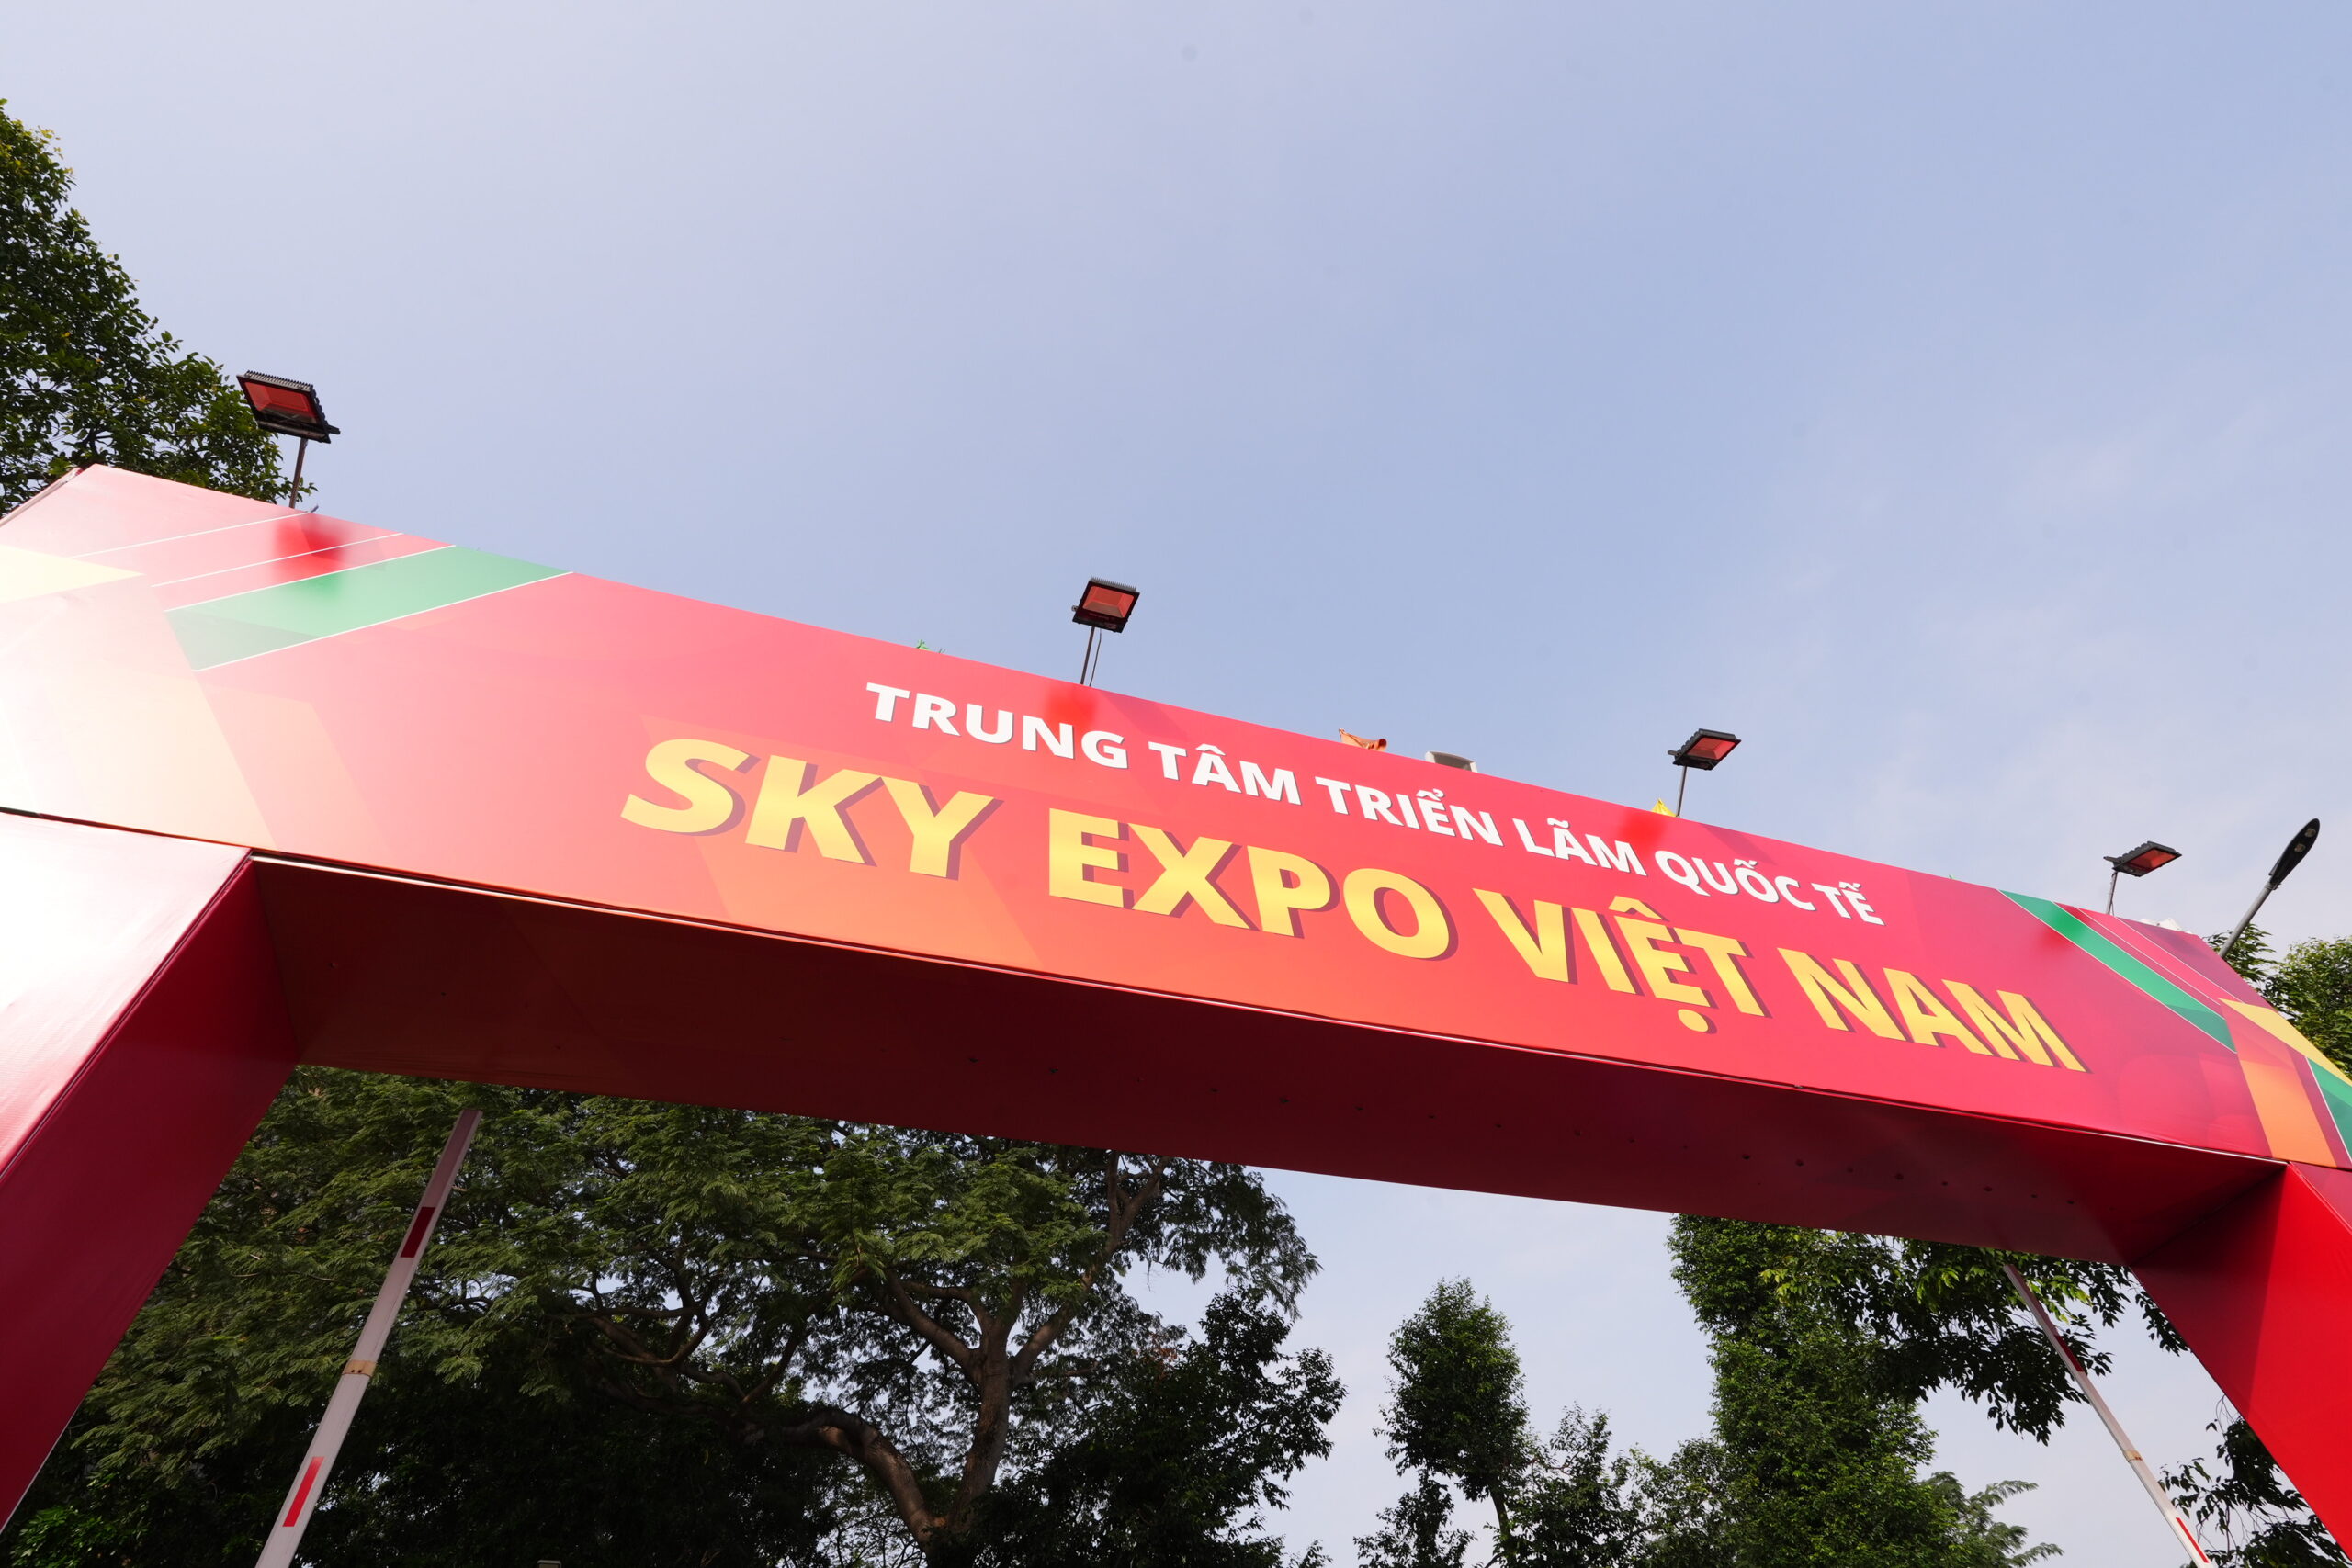 TRUNG TÂM TRIỂN LÃM QUỐC TẾ
SKY EXPO VIỆT NAM